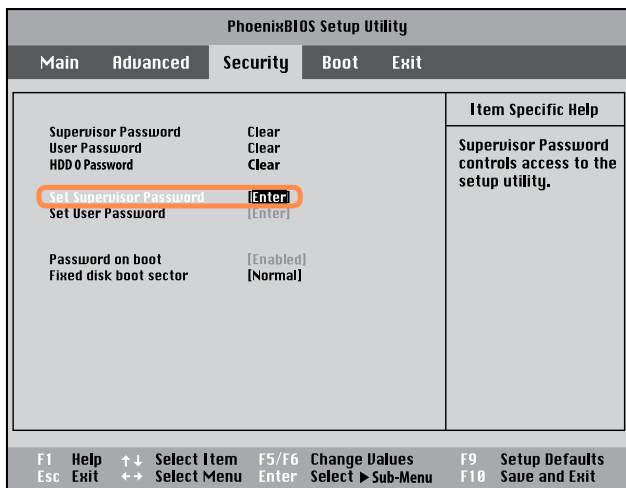 PhoenixBIOS Setup Utility
Main Advanced Security Boot Exit
Item Specific Help
Supervisor Password Clear
User Password Clear
HDD 0 Password Clear
Set Supervisor Password [Enter]
Set User Password [Enter]
Password on boot [Enabled]
Fixed disk boot sector [Normal]
Supervisor Password
controls access to the
setup utility.
F1 Help ↑↓ Select Item F5/F6 Change Values F9 Setup Defaults
Esc Exit ←→ Select Menu Enter Select ▶ Sub-Menu F10 Save and Exit